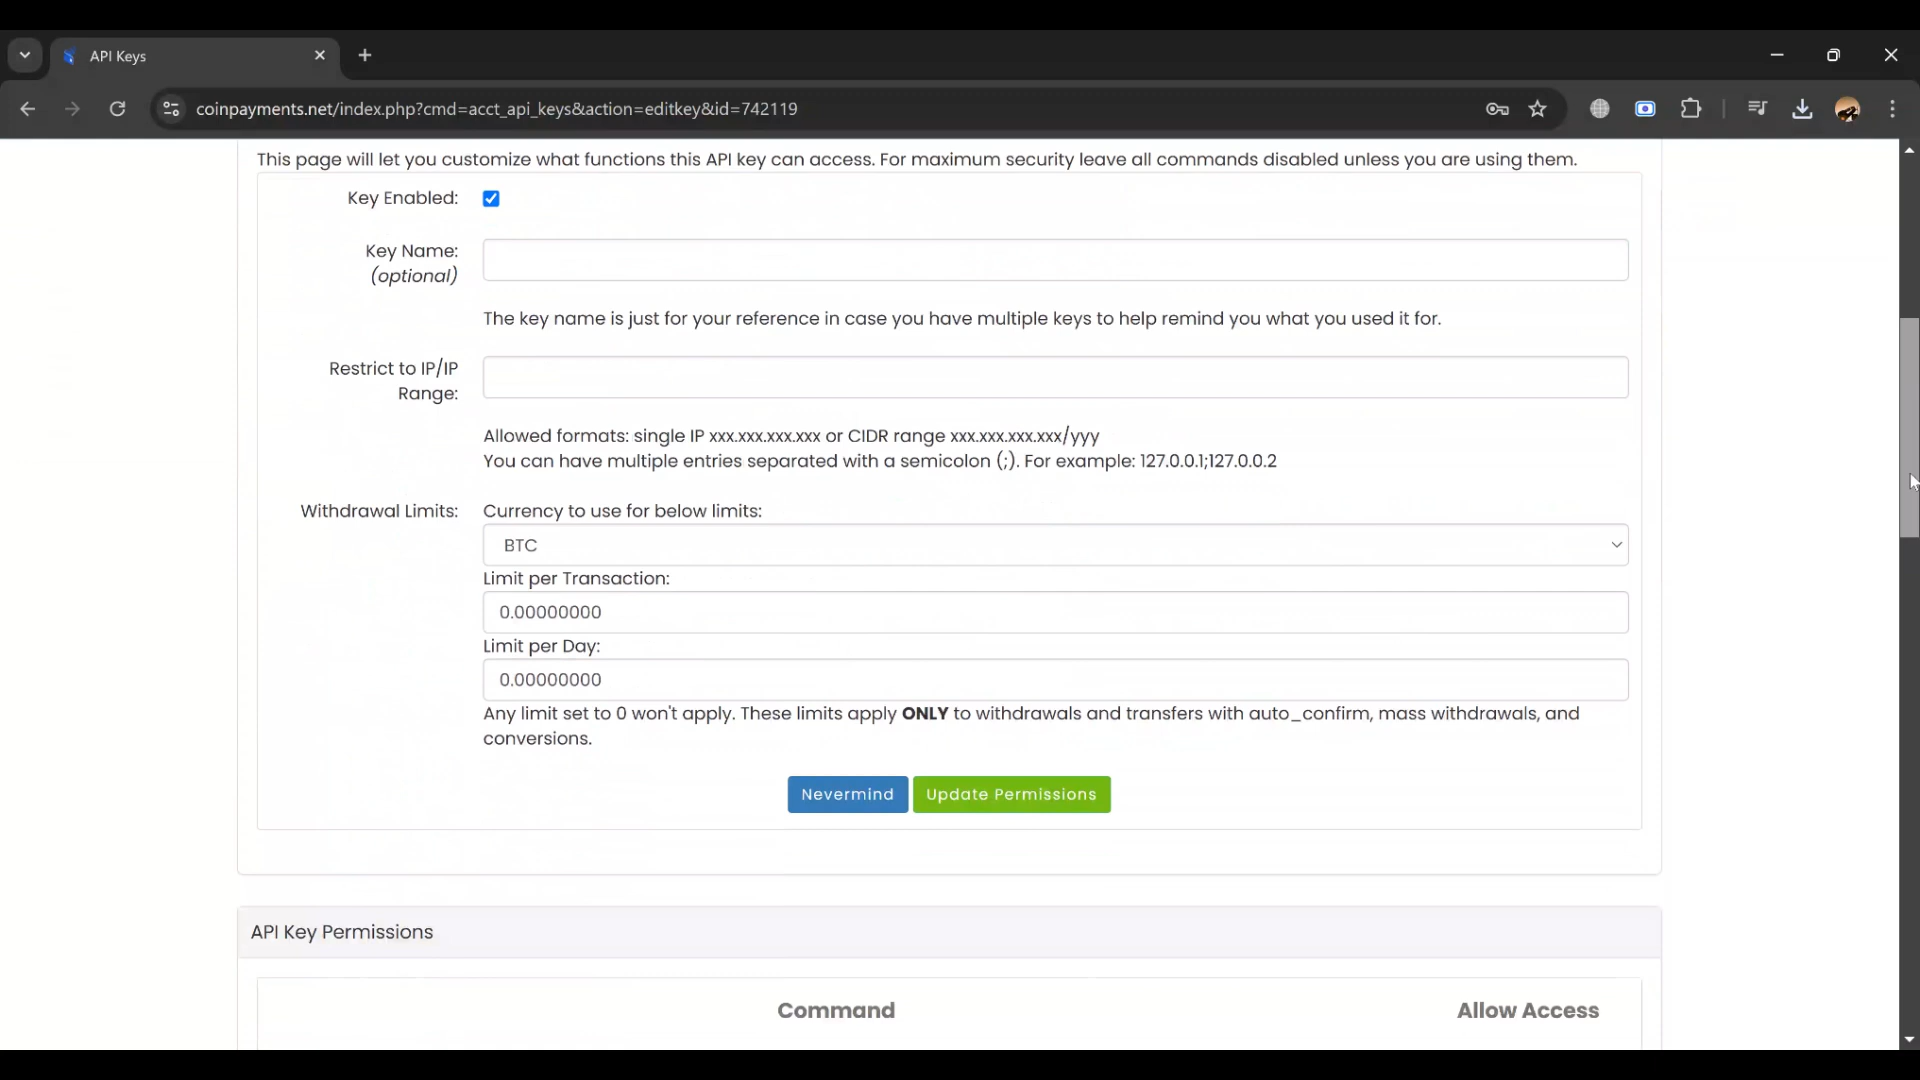 API Keys
coinpayments.net/index.php?cmd=acct_api_keys&action=editkey&id=742119
This page will let you customize what functions this API key can access. For maximum security leave all commands disabled unless you are using them.
Key Enabled:
Key Name:
(optional)
The key name is just for your reference in case you have multiple keys to help remind you what you used it for.
Restrict to IP/IP
Range:
Allowed formats: single IP xxx.xxx.xxx.xxx or CIDR range xxx.xxx.xxx.xxx/yyy
You can have multiple entries separated with a semicolon (;). For example: 127.0.0.1;127.0.0.2
Withdrawal Limits:
Currency to use for below limits:
BTC
Limit per Transaction:
0.00000000
Limit per Day:
0.00000000
Any limit set to 0 won't apply. These limits apply ONLY to withdrawals and transfers with auto_confirm, mass withdrawals, and
conversions.
Nevermind
Update Permissions
API Key Permissions
Command
Allow Access